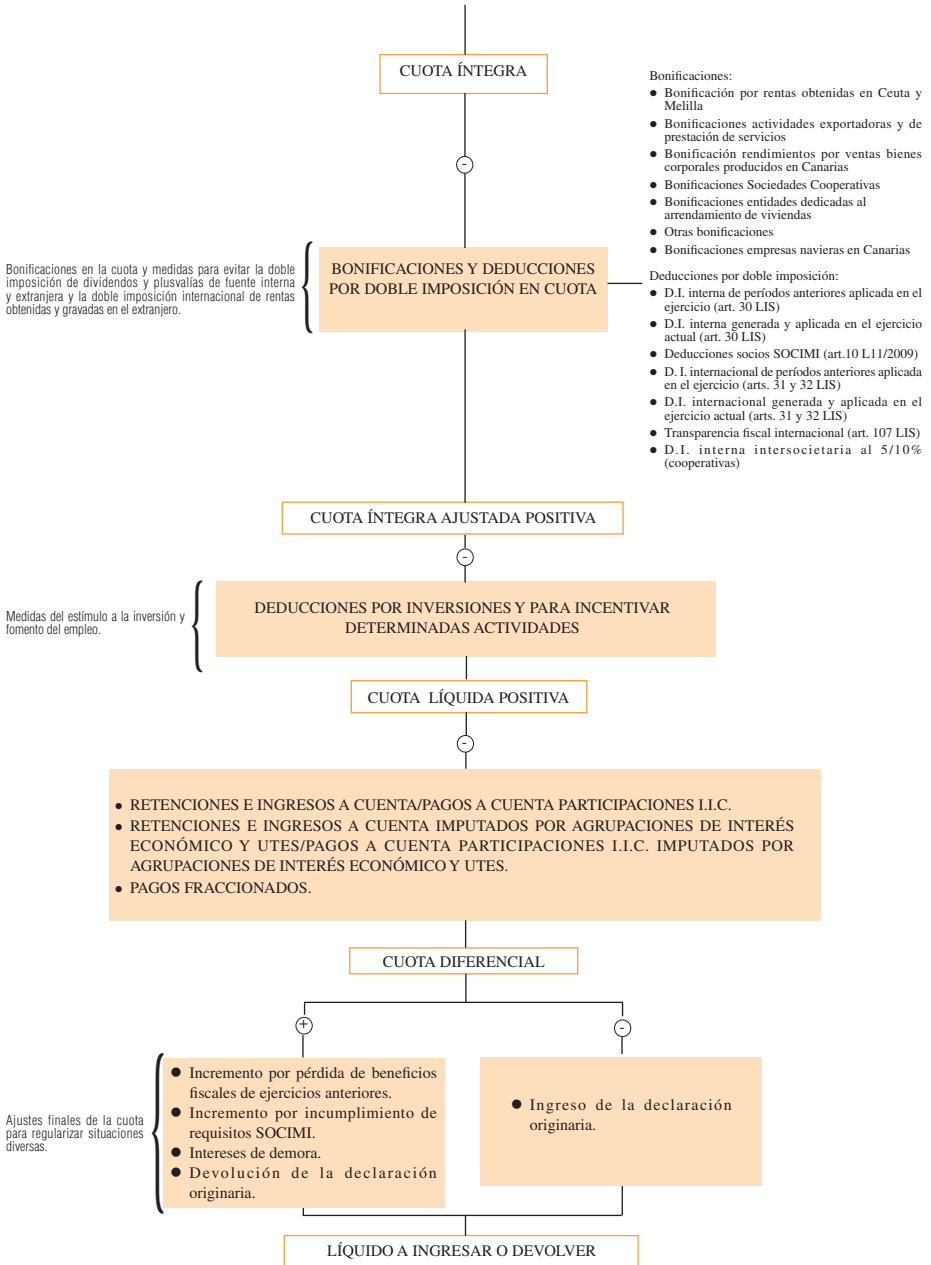 CUOTA ÍNTEGRA
-
Bonificaciones:
● Bonificación por rentas obtenidas en Ceuta y
Melilla
● Bonificaciones actividades exportadoras y de
prestación de servicios
● Bonificación rendimientos por ventas bienes
corporales producidos en Canarias
● Bonificaciones Sociedades Cooperativas
● Bonificaciones entidades dedicadas al
arrendamiento de viviendas
● Otras bonificaciones
● Bonificaciones empresas navieras en Canarias
Bonificaciones en la cuota y medidas para evitar la doble
imposición de dividendos y plusvalías de fuente interna
y extranjera y la doble imposición internacional de rentas
obtenidas y gravadas en el extranjero.
BONIFICACIONES Y DEDUCCIONES
POR DOBLE IMPOSICIÓN EN CUOTA
Deducciones por doble imposición:
● D.I. interna de períodos anteriores aplicada en el
ejercicio (art. 30 LIS)
● D.I. interna generada y aplicada en el ejercicio
actual (art. 30 LIS)
● Deducciones socios SOCIMI (art.10 L11/2009)
● D. I. internacional de períodos anteriores aplicada
en el ejercicio (arts. 31 y 32 LIS)
● D.I. internacional generada y aplicada en el
ejercicio actual (arts. 31 y 32 LIS)
● Transparencia fiscal internacional (art. 107 LIS)
● D.I. interna intersocietaria al 5/10%
(cooperativas)
CUOTA ÍNTEGRA AJUSTADA POSITIVA
-
Medidas del estímulo a la inversión y
fomento del empleo.
DEDUCCIONES POR INVERSIONES Y PARA INCENTIVAR
DETERMINADAS ACTIVIDADES
CUOTA LÍQUIDA POSITIVA
-
● RETENCIONES E INGRESOS A CUENTA/PAGOS A CUENTA PARTICIPACIONES I.I.C.
● RETENCIONES E INGRESOS A CUENTA IMPUTADOS POR AGRUPACIONES DE INTERÉS
ECONÓMICO Y UTES/PAGOS A CUENTA PARTICIPACIONES I.I.C. IMPUTADOS POR
AGRUPACIONES DE INTERÉS ECONÓMICO Y UTES.
● PAGOS FRACCIONADOS.
CUOTA DIFERENCIAL
+
-
Ajustes finales de la cuota
para regularizar situaciones
diversas.
● Incremento por pérdida de beneficios
fiscales de ejercicios anteriores.
● Incremento por incumplimiento de
requisitos SOCIMI.
● Intereses de demora.
● Devolución de la declaración
originaria.
● Ingreso de la declaración
originaria.
LÍQUIDO A INGRESAR O DEVOLVER